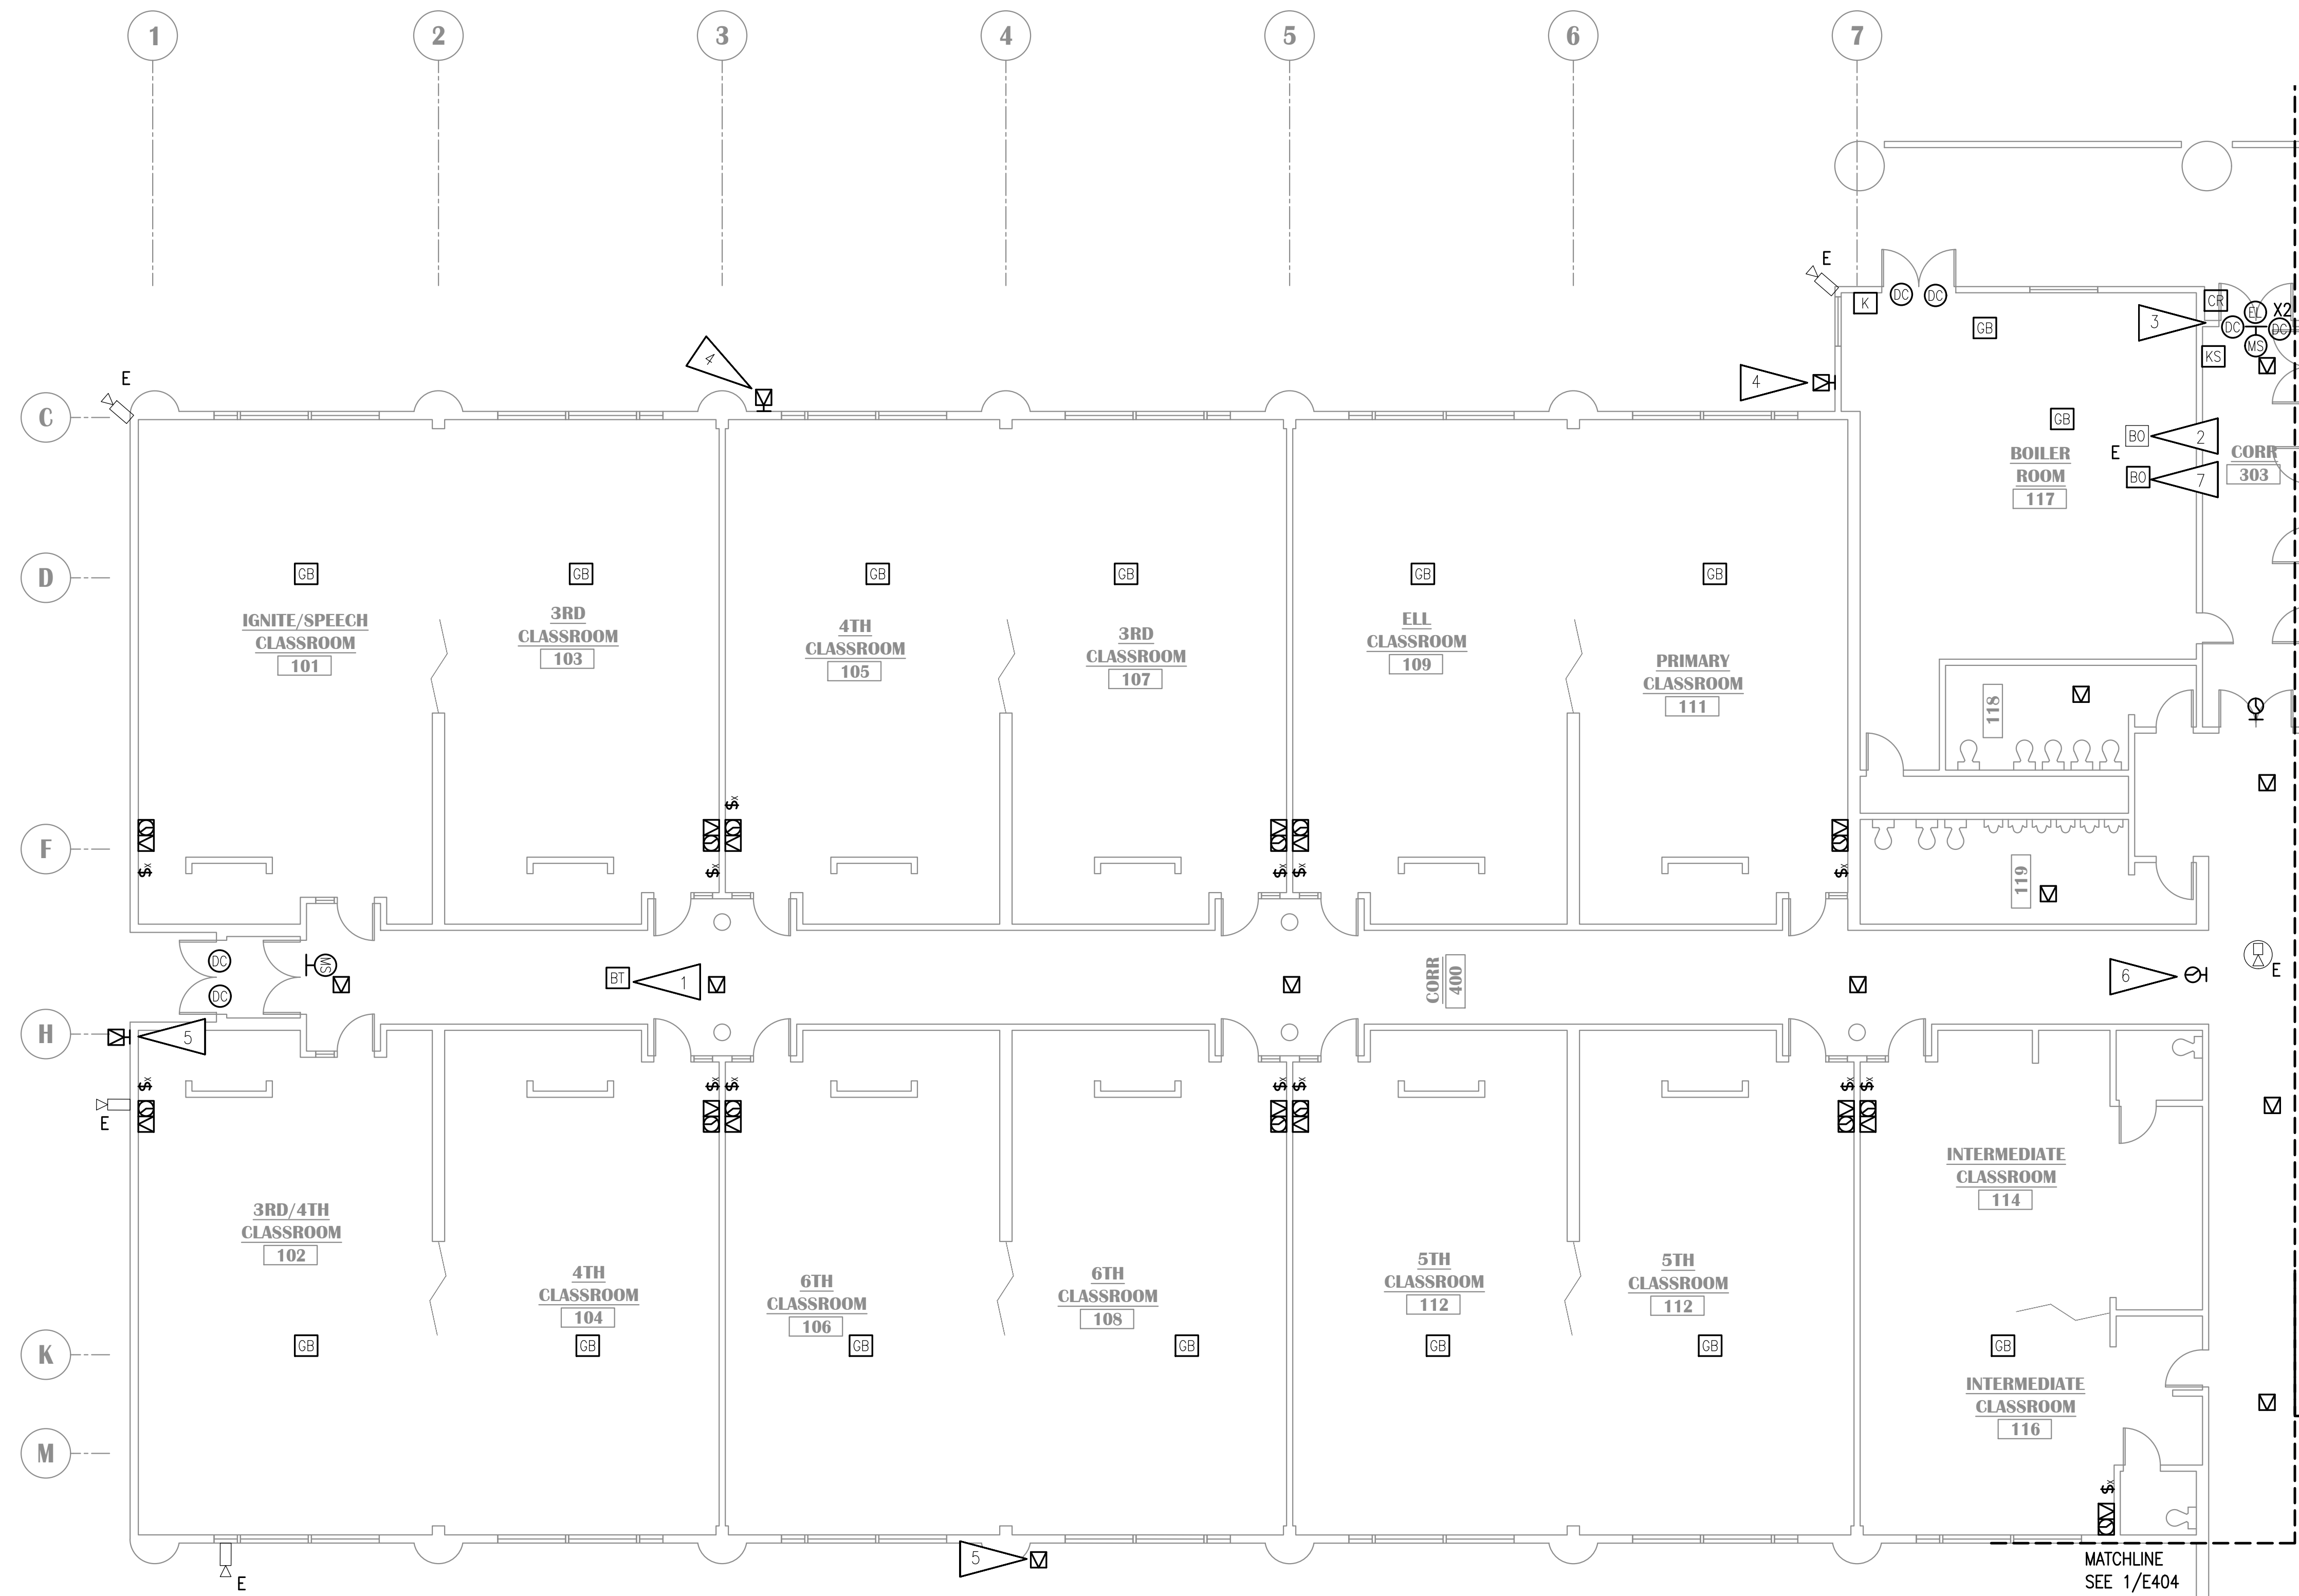 1 2 3 4 5 6 7
E
K DC DC
CR
EL X2
3
DC DC
GB
MS
KS
4
4
E
C
GB
BO 2
E
BOILER
ROOM
117
CORR
303
BO 7
D
GB GB GB GB GB GB
IGNITE/SPEECH
CLASSROOM
101
3RD
CLASSROOM
103
4TH
CLASSROOM
105
3RD
CLASSROOM
107
ELL
CLASSROOM
109
PRIMARY
CLASSROOM
111
118
$x
F
$x $x $x $x $x
119
DC
MS
DC
BT 1
CORR
400
6
E
H
5
$x $x $x $x $x $x $x
E
INTERMEDIATE
CLASSROOM
114
3RD/4TH
CLASSROOM
102
4TH
CLASSROOM
104
6TH
CLASSROOM
106
6TH
CLASSROOM
108
5TH
CLASSROOM
112
5TH
CLASSROOM
112
K
GB GB GB GB GB GB GB
INTERMEDIATE
CLASSROOM
116
M
$x
5
E
MATCHLINE
SEE 1/E404